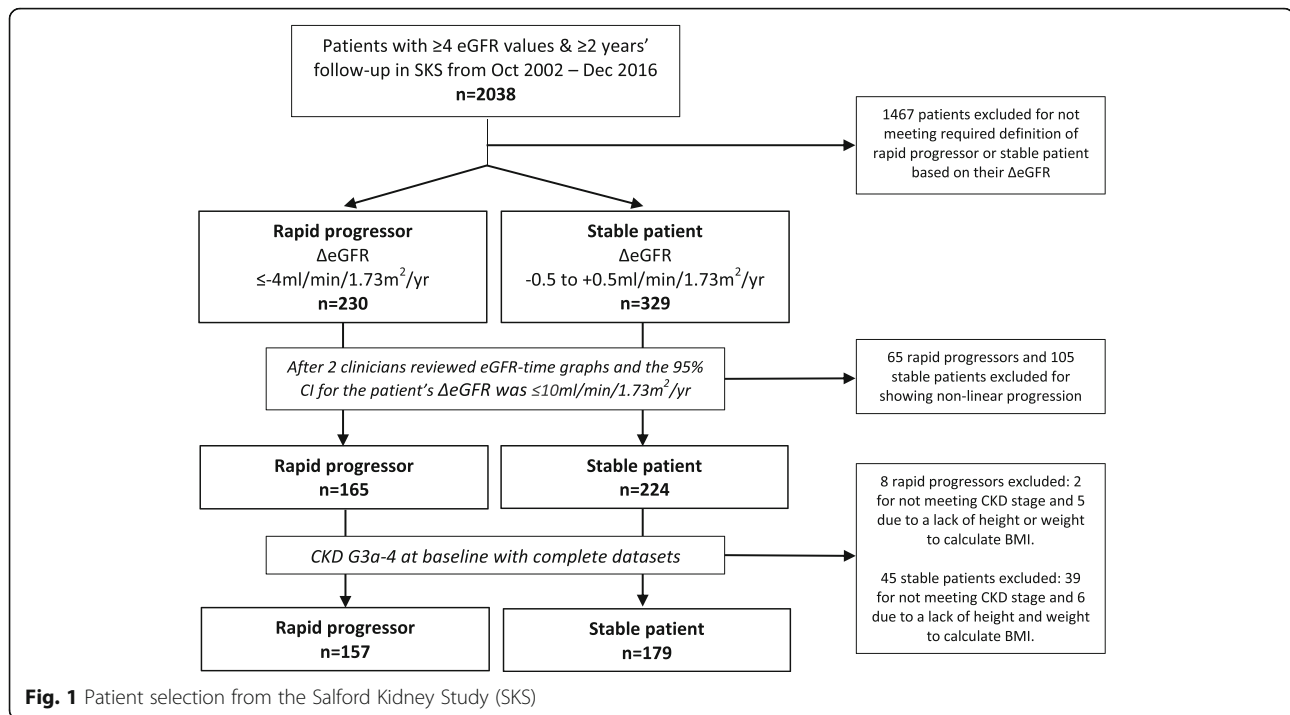 Patients with ≥4 eGFR values & ≥2 years'
follow-up in SKS from Oct 2002 – Dec 2016
n=2038
1467 patients excluded for not
meeting required definition of
rapid progressor or stable patient
based on their ΔeGFR
Rapid progressor
ΔeGFR
≤-4ml/min/1.73m²/yr
n=230
Stable patient
ΔeGFR
-0.5 to +0.5ml/min/1.73m²/yr
n=329
After 2 clinicians reviewed eGFR-time graphs and the 95%
CI for the patient's ΔeGFR was ≤10ml/min/1.73m²/yr
65 rapid progressors and 105
stable patients excluded for
showing non-linear progression
Rapid progressor
n=165
Stable patient
n=224
8 rapid progressors excluded: 2
for not meeting CKD stage and 5
due to a lack of height or weight
to calculate BMI.
45 stable patients excluded: 39
for not meeting CKD stage and 6
due to a lack of height and weight
to calculate BMI.
CKD G3a-4 at baseline with complete datasets
Rapid progressor
n=157
Stable patient
n=179
Fig. 1 Patient selection from the Salford Kidney Study (SKS)